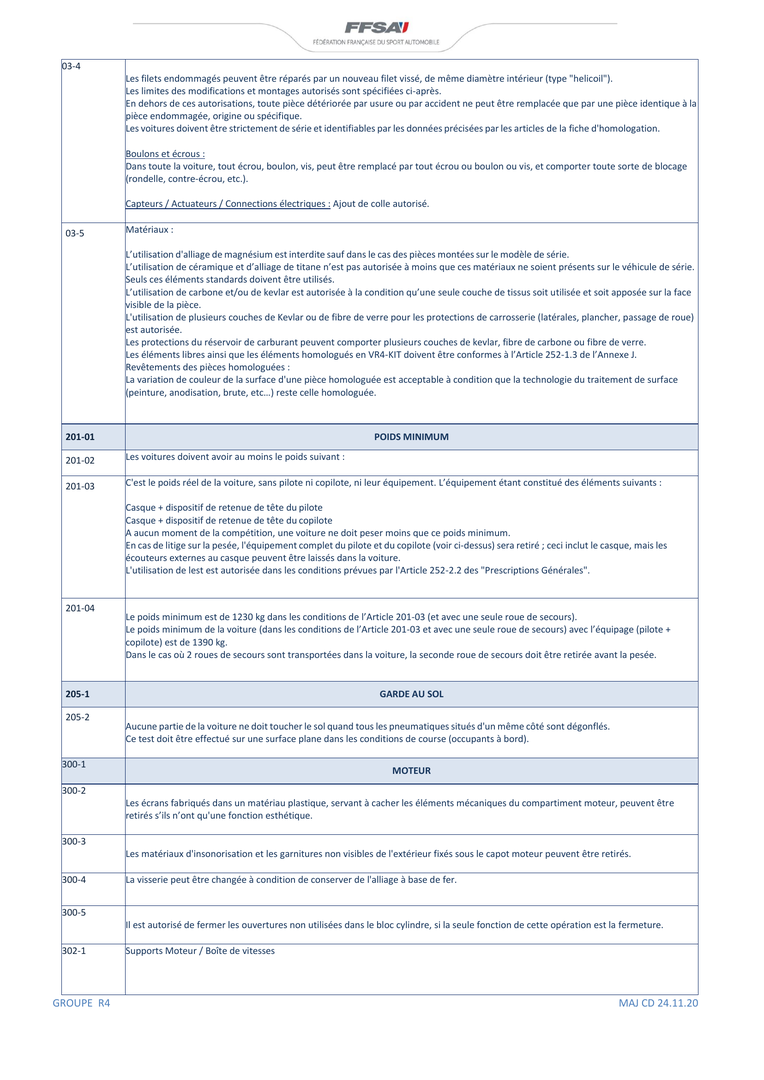 FFSA
FÉDÉRATION FRANÇAISE DU SPORT AUTOMOBILE
03-4
Les filets endommagés peuvent être réparés par un nouveau filet vissé, de même diamètre intérieur (type "helicoil").
Les limites des modifications et montages autorisés sont spécifiées ci-après.
En dehors de ces autorisations, toute pièce détériorée par usure ou par accident ne peut être remplacée que par une pièce identique à la
pièce endommagée, origine ou spécifique.
Les voitures doivent être strictement de série et identifiables par les données précisées par les articles de la fiche d'homologation.
Boulons et écrous :
Dans toute la voiture, tout écrou, boulon, vis, peut être remplacé par tout écrou ou boulon ou vis, et comporter toute sorte de blocage
(rondelle, contre-écrou, etc.).
Capteurs / Actuateurs / Connections électriques : Ajout de colle autorisé.
03-5
Matériaux :
L'utilisation d'alliage de magnésium est interdite sauf dans le cas des pièces montées sur le modèle de série.
L'utilisation de céramique et d'alliage de titane n'est pas autorisée à moins que ces matériaux ne soient présents sur le véhicule de série.
Seuls ces éléments standards doivent être utilisés.
L'utilisation de carbone et/ou de kevlar est autorisée à la condition qu'une seule couche de tissus soit utilisée et soit apposée sur la face
visible de la pièce.
L'utilisation de plusieurs couches de Kevlar ou de fibre de verre pour les protections de carrosserie (latérales, plancher, passage de roue)
est autorisée.
Les protections du réservoir de carburant peuvent comporter plusieurs couches de kevlar, fibre de carbone ou fibre de verre.
Les éléments libres ainsi que les éléments homologués en VR4-KIT doivent être conformes à l'Article 252-1.3 de l'Annexe J.
Revêtements des pièces homologuées :
La variation de couleur de la surface d'une pièce homologuée est acceptable à condition que la technologie du traitement de surface
(peinture, anodisation, brute, etc…) reste celle homologuée.
201-01 POIDS MINIMUM
201-02 Les voitures doivent avoir au moins le poids suivant :
201-03 C'est le poids réel de la voiture, sans pilote ni copilote, ni leur équipement. L'équipement étant constitué des éléments suivants :
Casque + dispositif de retenue de tête du pilote
Casque + dispositif de retenue de tête du copilote
A aucun moment de la compétition, une voiture ne doit peser moins que ce poids minimum.
En cas de litige sur la pesée, l'équipement complet du pilote et du copilote (voir ci-dessus) sera retiré ; ceci inclut le casque, mais les
écouteurs externes au casque peuvent être laissés dans la voiture.
L'utilisation de lest est autorisée dans les conditions prévues par l'Article 252-2.2 des "Prescriptions Générales".
201-04
Le poids minimum est de 1230 kg dans les conditions de l'Article 201-03 (et avec une seule roue de secours).
Le poids minimum de la voiture (dans les conditions de l'Article 201-03 et avec une seule roue de secours) avec l'équipage (pilote +
copilote) est de 1390 kg.
Dans le cas où 2 roues de secours sont transportées dans la voiture, la seconde roue de secours doit être retirée avant la pesée.
205-1 GARDE AU SOL
205-2
Aucune partie de la voiture ne doit toucher le sol quand tous les pneumatiques situés d'un même côté sont dégonflés.
Ce test doit être effectué sur une surface plane dans les conditions de course (occupants à bord).
300-1 MOTEUR
300-2
Les écrans fabriqués dans un matériau plastique, servant à cacher les éléments mécaniques du compartiment moteur, peuvent être
retirés s'ils n'ont qu'une fonction esthétique.
300-3
Les matériaux d'insonorisation et les garnitures non visibles de l'extérieur fixés sous le capot moteur peuvent être retirés.
300-4 La visserie peut être changée à condition de conserver de l'alliage à base de fer.
300-5
Il est autorisé de fermer les ouvertures non utilisées dans le bloc cylindre, si la seule fonction de cette opération est la fermeture.
302-1 Supports Moteur / Boîte de vitesses
GROUPE R4 MAJ CD 24.11.20